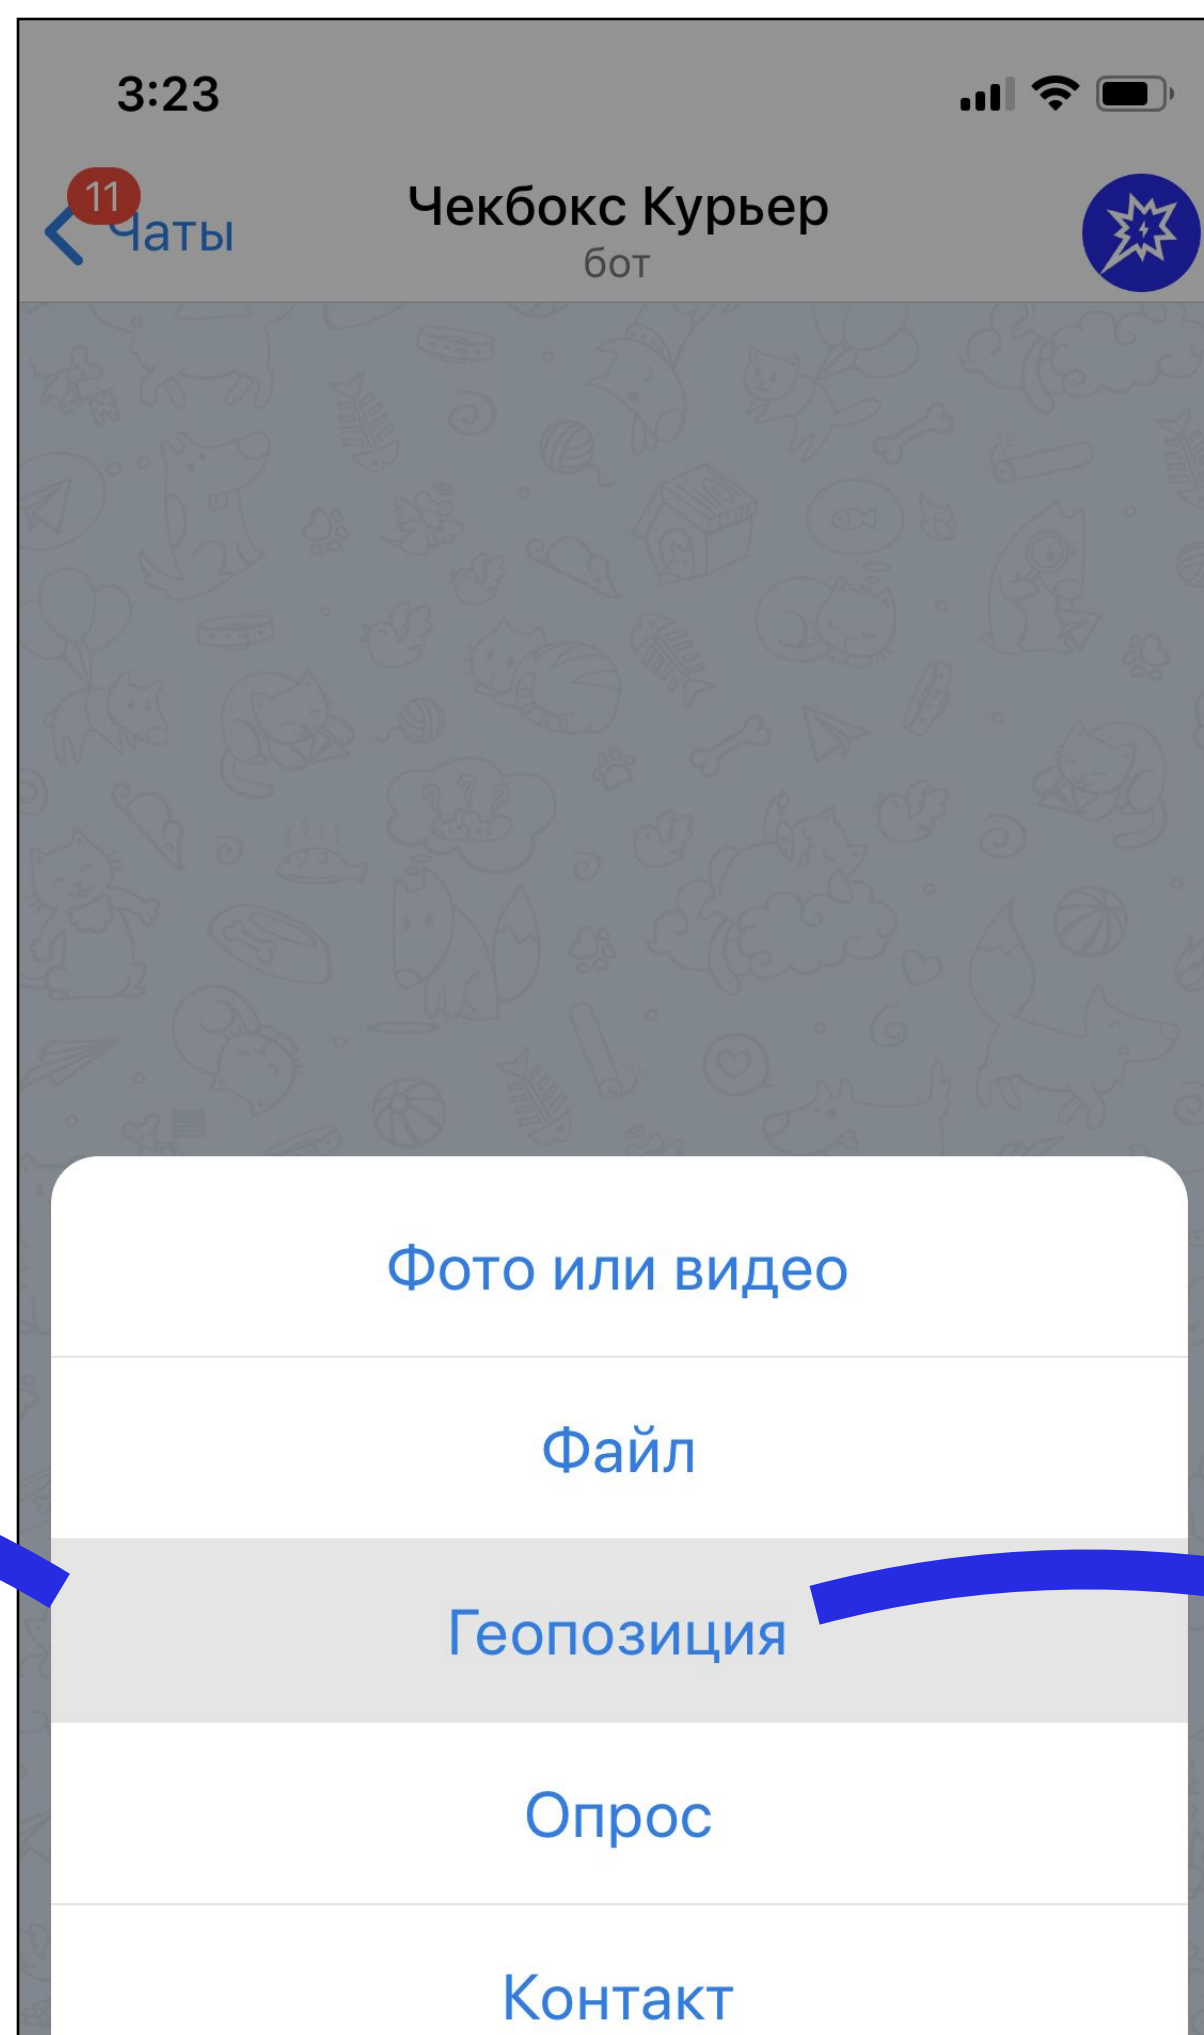 3:23
11
Чаты
Чекбокс Курьер
бот
Фото или видео
Файл
Геопозиция
Опрос
Контакт